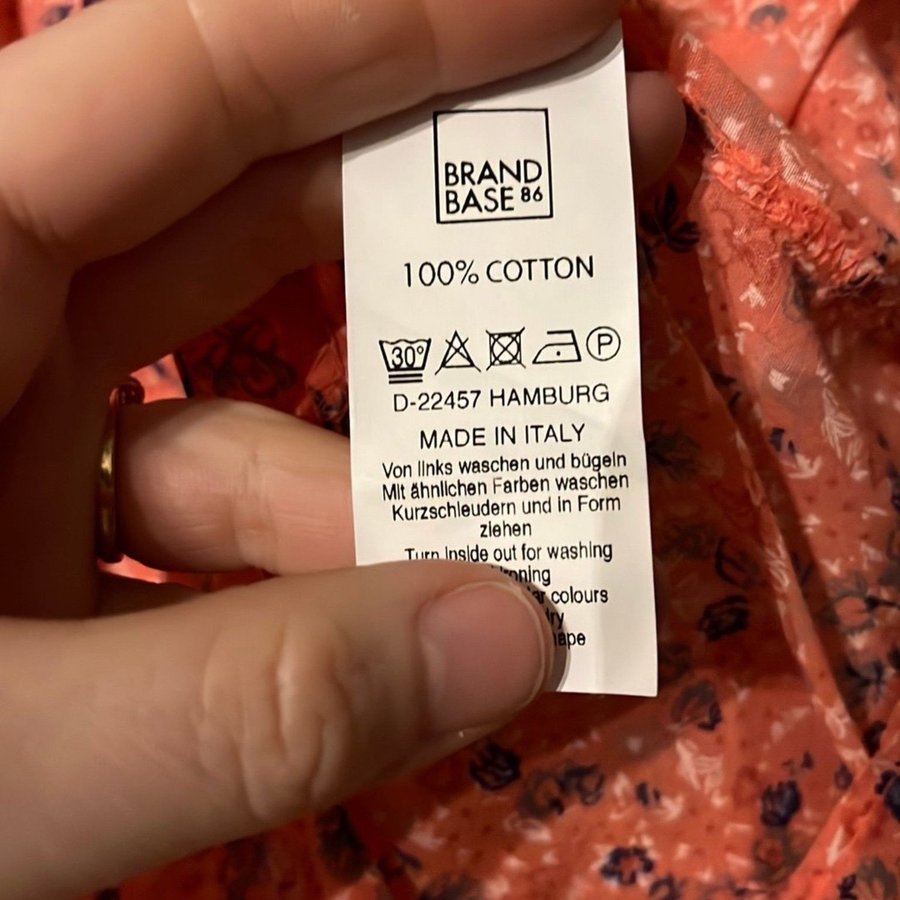 BRAND
BASE 86
100% COTTON
30° P
D-22457 HAMBURG
MADE IN ITALY
Von links waschen und bügeln
Mit ähnlichen Farben waschen
Kurzschleudern und in Form
ziehen
Turn inside out for washing
colours